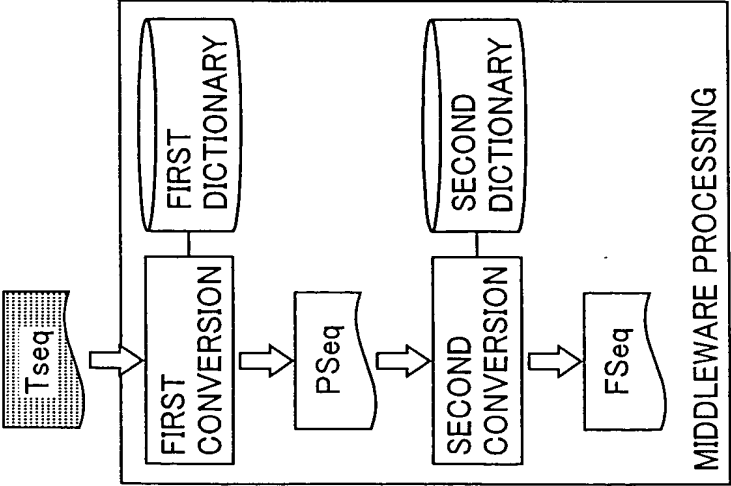 Tseq
FIRST
CONVERSION
FIRST
DICTIONARY
PSeq
SECOND
CONVERSION
SECOND
DICTIONARY
FSeq
MIDDLEWARE PROCESSING